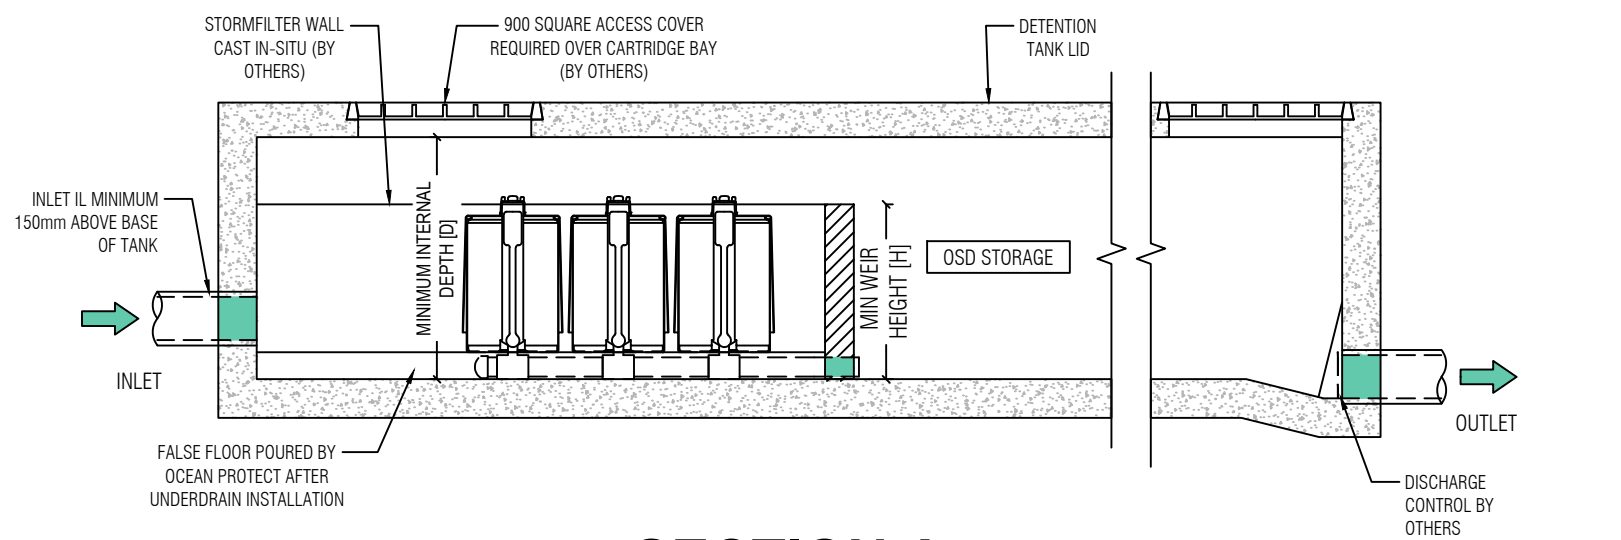 STORMFILTER WALL
CAST IN-SITU (BY
OTHERS)
900 SQUARE ACCESS COVER
REQUIRED OVER CARTRIDGE BAY
(BY OTHERS)
DETENTION
TANK LID
INLET IL MINIMUM
150mm ABOVE BASE
OF TANK
MINIMUM INTERNAL
DEPTH [D]
MIN WEIR
HEIGHT [H]
OSD STORAGE
INLET
OUTLET
FALSE FLOOR POURED BY
OCEAN PROTECT AFTER
UNDERDRAIN INSTALLATION
DISCHARGE
CONTROL BY
OTHERS